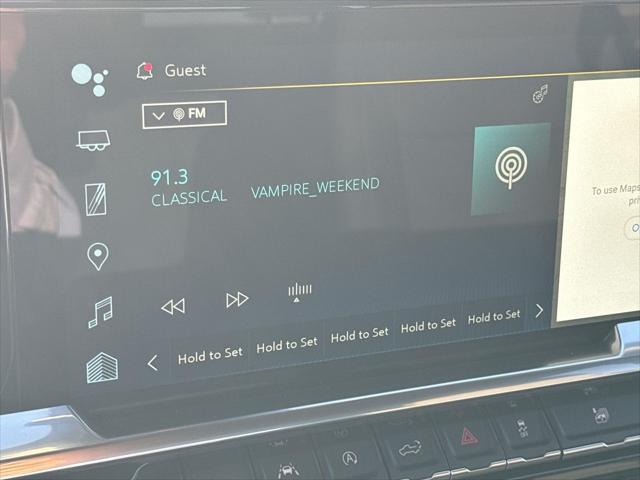 Guest
FM
91.3
CLASSICAL VAMPIRE_WEEKEND
To use Maps
pri
O
Hold to Set Hold to Set Hold to Set Hold to Set Hold to Set